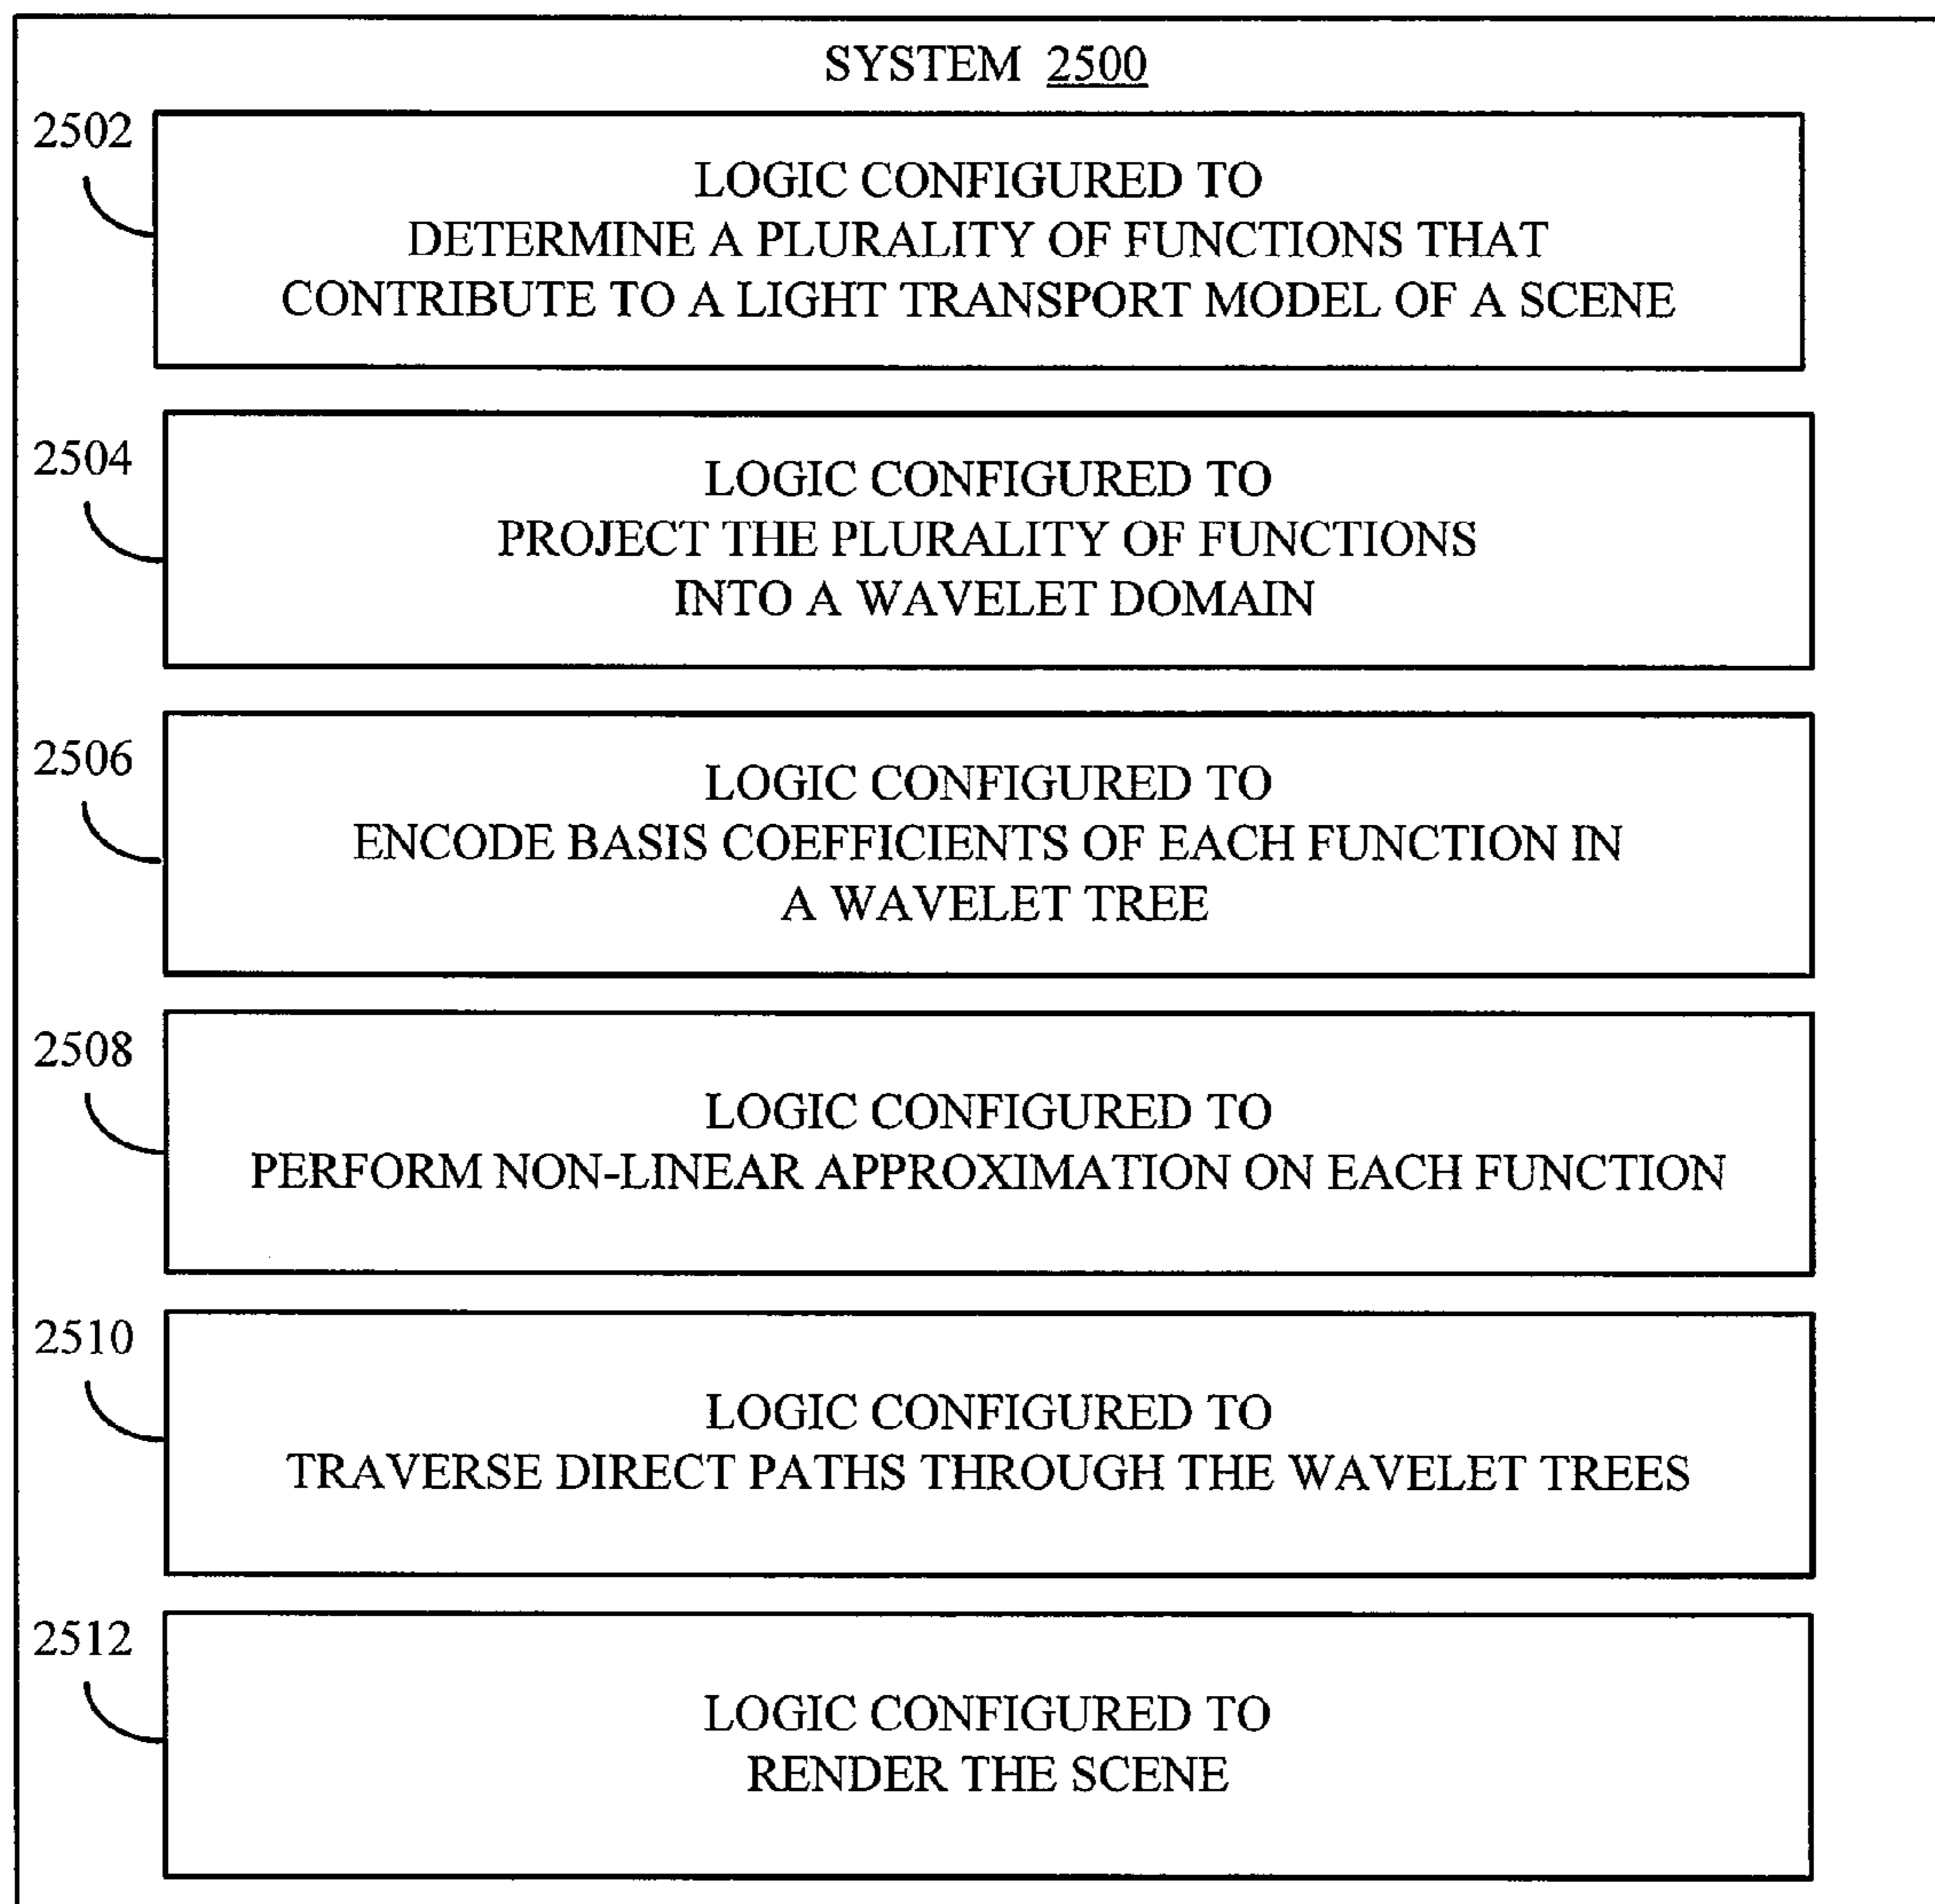 SYSTEM 2500
2502
LOGIC CONFIGURED TO
DETERMINE A PLURALITY OF FUNCTIONS THAT
CONTRIBUTE TO A LIGHT TRANSPORT MODEL OF A SCENE
2504
LOGIC CONFIGURED TO
PROJECT THE PLURALITY OF FUNCTIONS
INTO A WAVELET DOMAIN
2506
LOGIC CONFIGURED TO
ENCODE BASIS COEFFICIENTS OF EACH FUNCTION IN
A WAVELET TREE
2508
LOGIC CONFIGURED TO
PERFORM NON-LINEAR APPROXIMATION ON EACH FUNCTION
2510
LOGIC CONFIGURED TO
TRAVERSE DIRECT PATHS THROUGH THE WAVELET TREES
2512
LOGIC CONFIGURED TO
RENDER THE SCENE